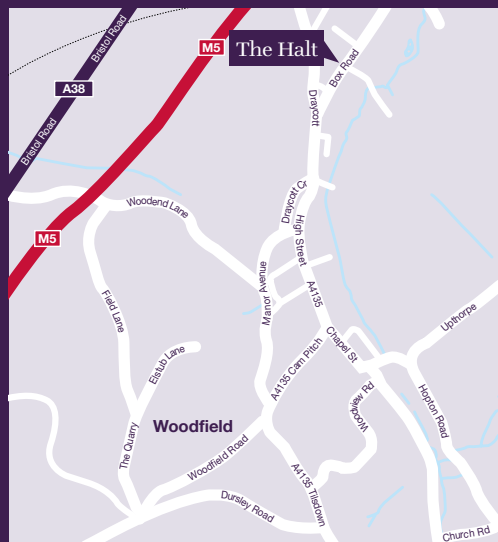 Bristol Road
M5
The Halt
Box Road
A38
Draycott
Bristol Road
Draycott Cr
Woodend Lane
High Street
M5
Manor Avenue
A4135
Field Lane
Upthorpe
Chapel St
A4135 Cam Pitch
Elstub Lane
Woodview Rd
Hopton Road
Woodfield
The Quarry
Woodfield Road
A4135 Tilsdown
Dursley Road
Church Rd